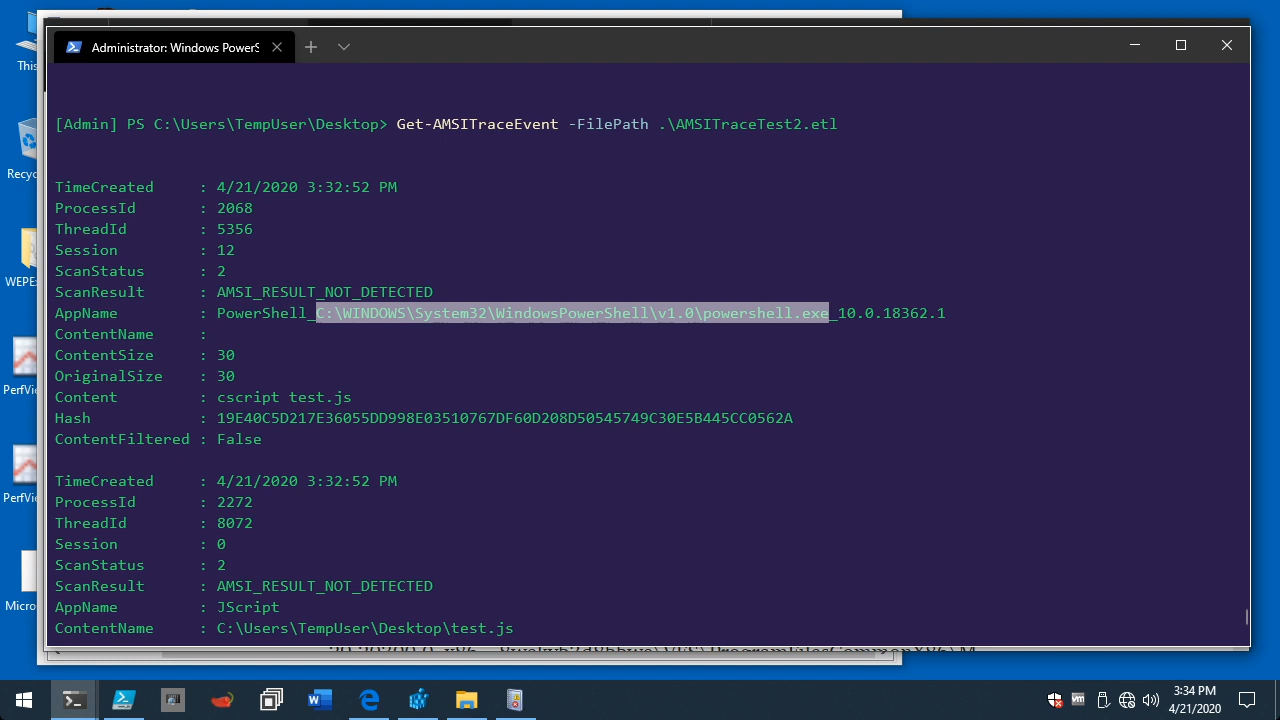 Administrator: Windows PowerS
This
Recyc
WEPE
PerfVie
PerfVie
Micro
[Admin] PS C:\Users\TempUser\Desktop> Get-AMSITraceEvent -FilePath .\AMSITraceTest2.etl
TimeCreated : 4/21/2020 3:32:52 PM
ProcessId : 2068
ThreadId : 5356
Session : 12
ScanStatus : 2
ScanResult : AMSI_RESULT_NOT_DETECTED
AppName : PowerShell_C:\WINDOWS\System32\WindowsPowerShell\v1.0\powershell.exe_10.0.18362.1
ContentName :
ContentSize : 30
OriginalSize : 30
Content : cscript test.js
Hash : 19E40C5D217E36055DD998E03510767DF60D208D50545749C30E5B445CC0562A
ContentFiltered : False
TimeCreated : 4/21/2020 3:32:52 PM
ProcessId : 2272
ThreadId : 8072
Session : 0
ScanStatus : 2
ScanResult : AMSI_RESULT_NOT_DETECTED
AppName : JScript
ContentName : C:\Users\TempUser\Desktop\test.js
3:34 PM
4/21/2020